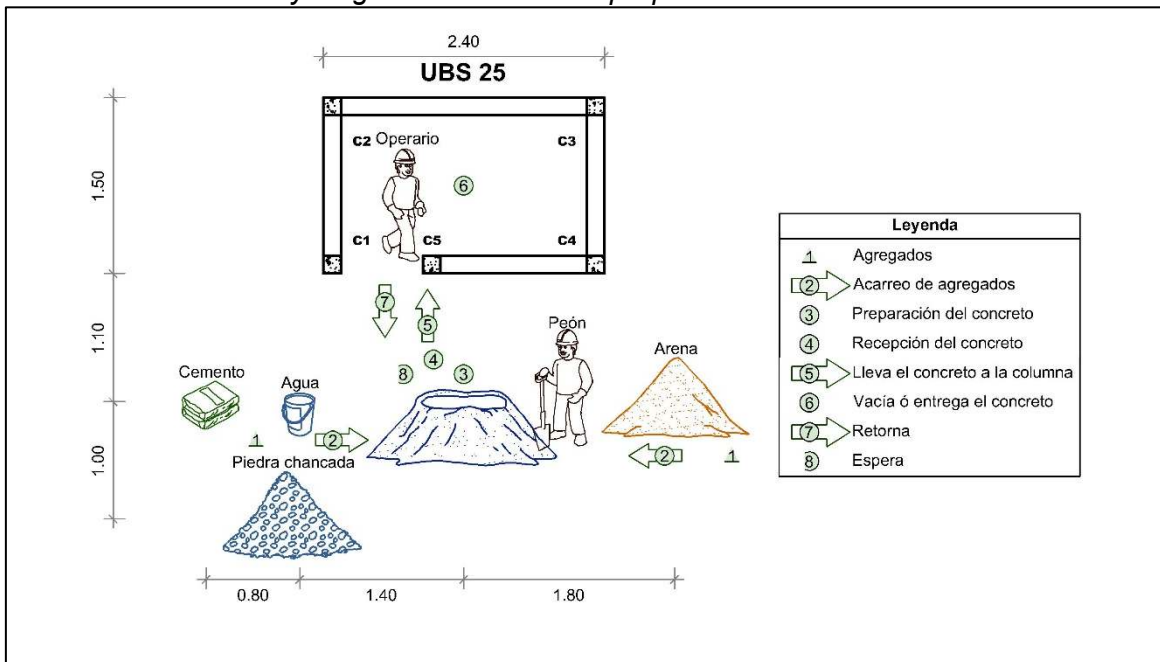 2.40
UBS 25
C2 Operario
C3
6
1.50
C1
C5
C4
7
5
1.10
Peón
4
Arena
Cemento
Agua
8
3
1
2
2
1
1.00
Piedra chancada
0.80
1.40
1.80
Leyenda
1 Agregados
2 Acarreo de agregados
3 Preparación del concreto
4 Recepción del concreto
5 Lleva el concreto a la columna
6 Vacía ó entrega el concreto
7 Retorna
8 Espera